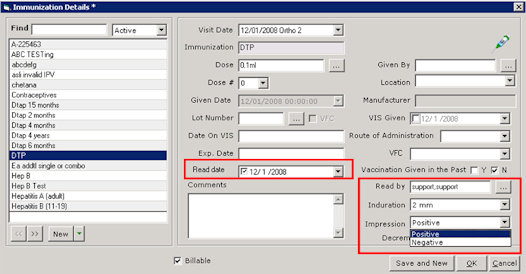 Immunization Details *
Find
Active
A-225463
ABC TESTing
abcdefg
asli invalid IPV
chetana
Contraceptives
Dtap 15 months
Dtap 2 months
Dtap 4 months
Dtap 4 years
Dtap 6 months
DTP
Ea addtl single or combo
Hep B
Hep B Test
Hepatitis A (adult)
Hepatitis B (11-19)
<< >> New
Visit Date 12/01/2008 Ortho 2
Immunization DTP
Dose 0.1ml ... Given By ...
Dose # 0 Location
Given Date 12/01/2008 00:00:00 Manufacturer
Lot Number ... VFC VIS Given 12/ 1 /2008
Date On VIS Route of Administration
Exp. Date VFC
Read date 12/ 1 /2008 Vaccination Given in the Past Y N
Comments
Read by support,support ...
Induration 2 mm
Impression Positive
Positive
Negative
Decrem
Billable
Save and New OK Cancel